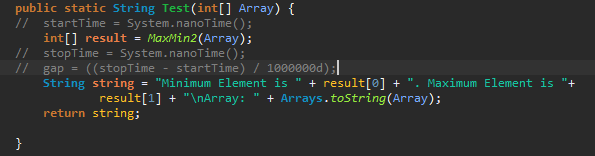 public static String Test(int[] Array) {
//  startTime = System.nanoTime();
    int[] result = MaxMin2(Array);
//  stopTime = System.nanoTime();
//  gap = ((stopTime - startTime) / 1000000d);
    String string = "Minimum Element is " + result[0] + ". Maximum Element is "+
            result[1] + "\nArray: " + Arrays.toString(Array);
    return string;
}